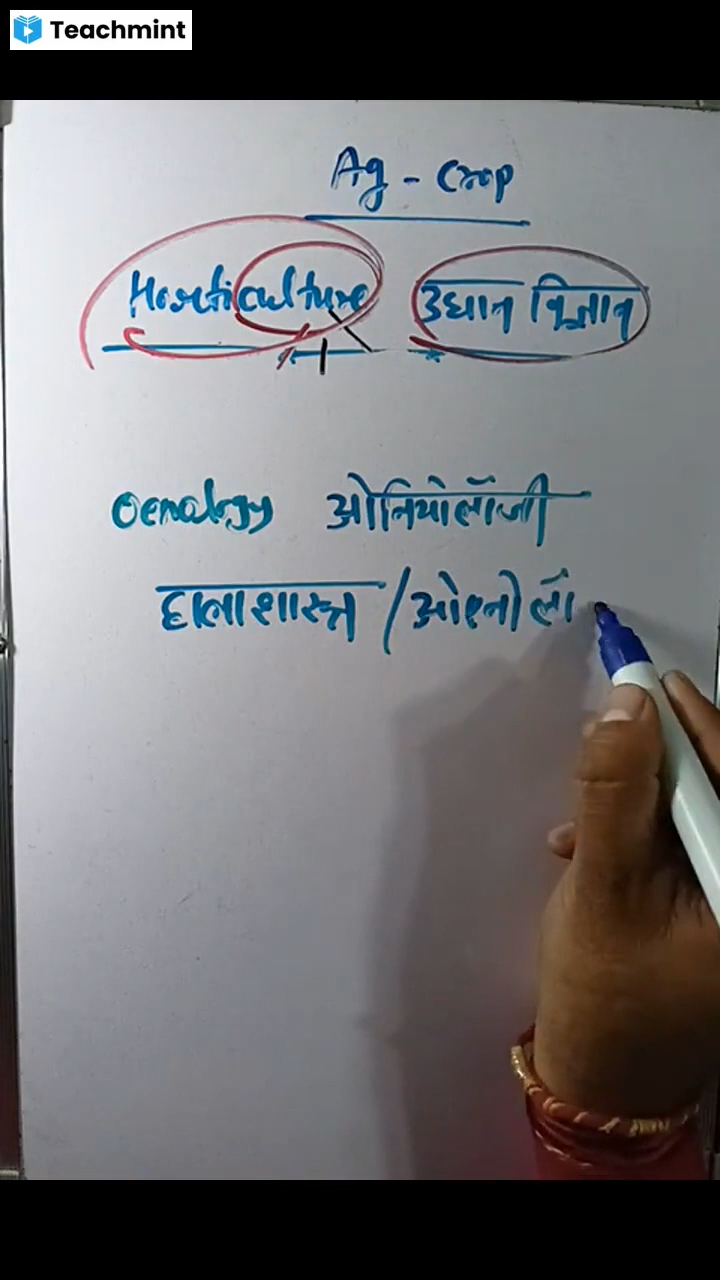 Teachmint
Ag - Crop
Horticulture उद्यान विज्ञान
Oenology ओनियोलॉजी
हालाशास्त्र / ओएनोलॉ